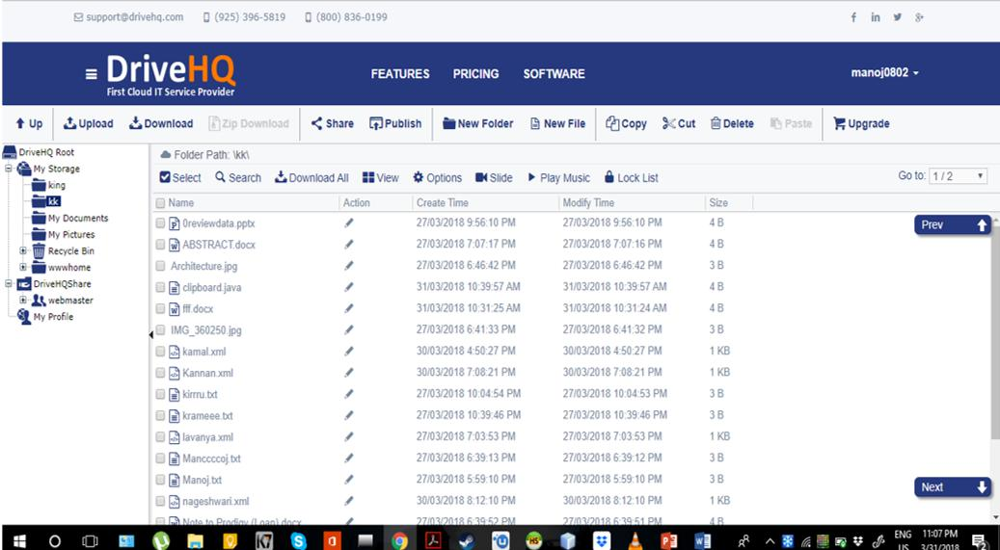 support@drivehq.com (925) 396-5819 (800) 836-0199
DriveHQ
First Cloud IT Service Provider
FEATURES PRICING SOFTWARE
manoj0802
Up Upload Download Zip Download Share Publish New Folder New File Copy Cut Delete Paste Upgrade
DriveHQ Root
My Storage
king
kk
My Documents
My Pictures
Recycle Bin
wwwhome
DriveHQShare
webmaster
My Profile
Folder Path: \kk\
Select Search Download All View Options Slide Play Music Lock List
Go to: 1 / 2
Name Action Create Time Modify Time Size
0reviewdata.pptx 27/03/2018 9:56:10 PM 27/03/2018 9:56:10 PM 4 B
ABSTRACT.docx 27/03/2018 7:07:17 PM 27/03/2018 7:07:16 PM 4 B
Architecture.jpg 27/03/2018 6:46:42 PM 27/03/2018 6:46:42 PM 3 B
clipboard.java 31/03/2018 10:39:57 AM 31/03/2018 10:39:57 AM 4 B
fff.docx 31/03/2018 10:31:25 AM 31/03/2018 10:31:24 AM 4 B
IMG_360250.jpg 27/03/2018 6:41:33 PM 27/03/2018 6:41:32 PM 3 B
kamal.xml 30/03/2018 4:50:27 PM 30/03/2018 4:50:27 PM 1 KB
Kannan.xml 30/03/2018 7:08:21 PM 30/03/2018 7:08:21 PM 1 KB
kirrru.txt 27/03/2018 10:04:54 PM 27/03/2018 10:04:53 PM 3 B
krameee.txt 27/03/2018 10:39:46 PM 27/03/2018 10:39:46 PM 3 B
lavanya.xml 27/03/2018 7:03:53 PM 27/03/2018 7:03:53 PM 1 KB
Manccccoj.txt 27/03/2018 6:39:13 PM 27/03/2018 6:39:12 PM 3 B
Manoj.txt 27/03/2018 5:59:10 PM 27/03/2018 5:59:10 PM 3 B
nageshwari.xml 30/03/2018 8:12:10 PM 30/03/2018 8:12:10 PM 1 KB
Note to Prodigy (Loan).docx 27/03/2018 6:39:52 PM 27/03/2018 6:39:51 PM 4 B
Prev
Next
ENG
US
11:07 PM
3/31/2018